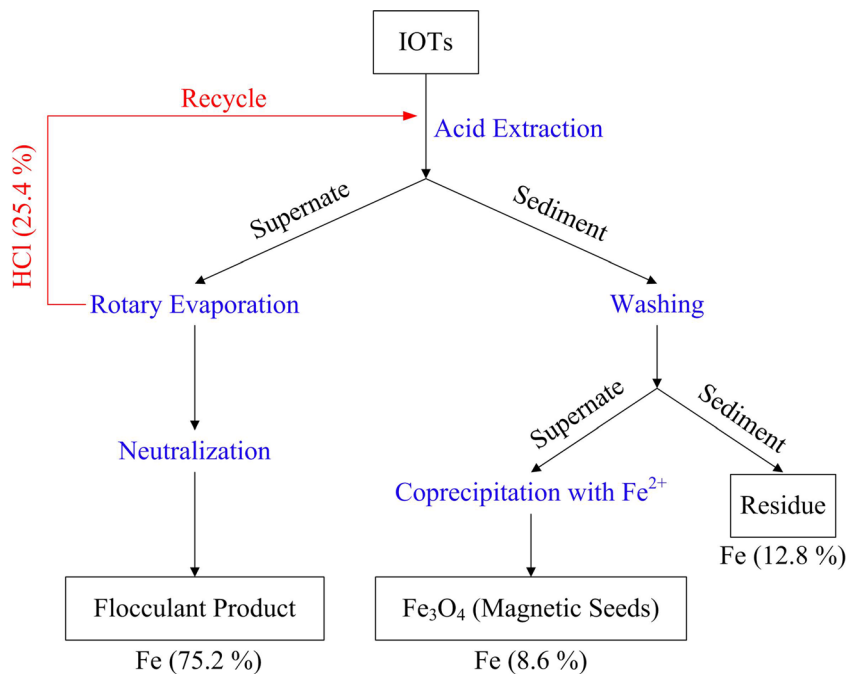 IOTs
Recycle
Acid Extraction
HCl (25.4 %)
Supernate
Sediment
Rotary Evaporation
Washing
Supernate
Sediment
Neutralization
Coprecipitation with Fe²⁺
Residue
Fe (12.8 %)
Flocculant Product
Fe₃O₄ (Magnetic Seeds)
Fe (75.2 %)
Fe (8.6 %)